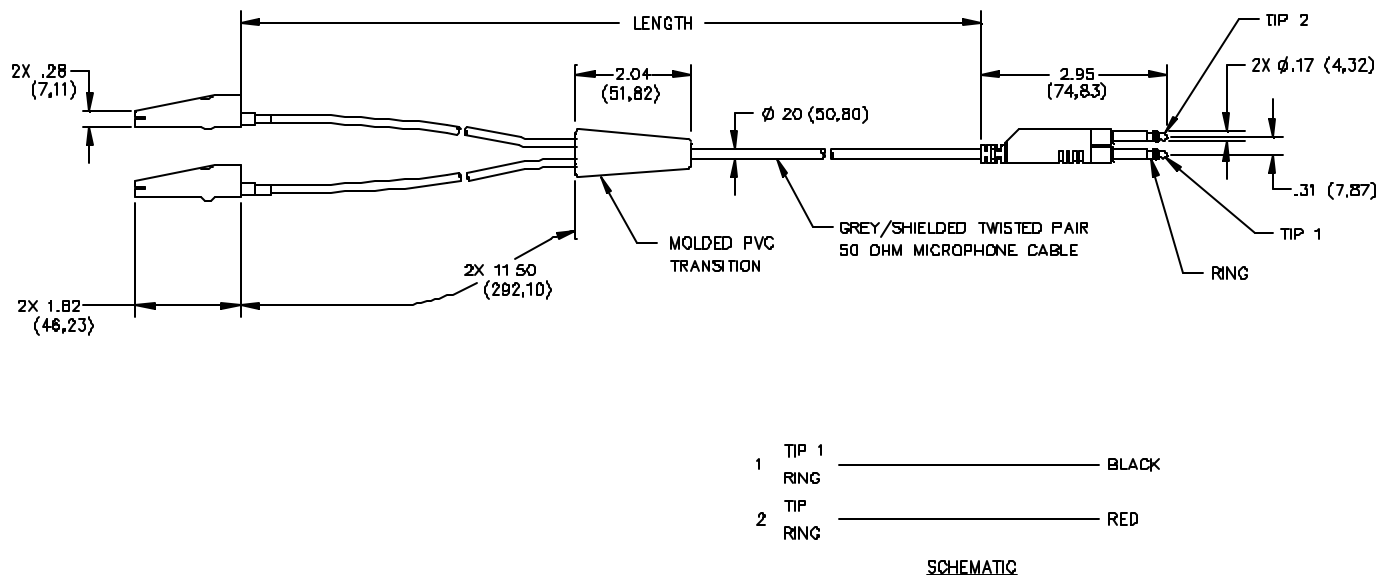 LENGTH
TIP 2
2X .28
(7,11)
2.04
(51,82)
2.95
(74,83)
2X Ø.17 (4,32)
Ø 20 (50,80)
.31 (7,87)
GREY/SHIELDED TWISTED PAIR
50 OHM MICROPHONE CABLE
TIP 1
MOLDED PVC
TRANSITION
RING
2X 11 50
(292,10)
2X 1.82
(46,23)
TIP 1
1
BLACK
RING
TIP
2
RED
RING
SCHEMATIC